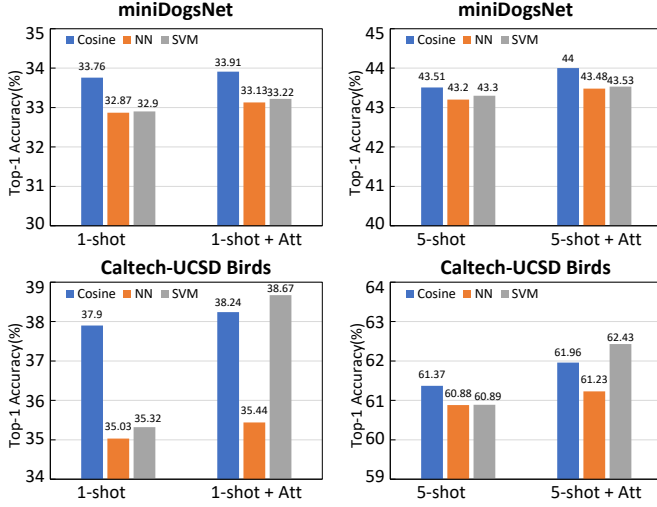 miniDogsNet
Top-1 Accuracy(%)
35
34
33
32
31
30
Cosine NN SVM
33.76
32.87
32.9
33.91
33.13
33.22
1-shot
1-shot + Att
miniDogsNet
Top-1 Accuracy(%)
45
44
43
42
41
40
Cosine NN SVM
43.51
43.2
43.3
44
43.48
43.53
5-shot
5-shot + Att
Caltech-UCSD Birds
Top-1 Accuracy(%)
39
38
37
36
35
34
Cosine NN SVM
37.9
35.03
35.32
38.24
35.44
38.67
1-shot
1-shot + Att
Caltech-UCSD Birds
Top-1 Accuracy(%)
64
63
62
61
60
59
Cosine NN SVM
61.37
60.88
60.89
61.96
61.23
62.43
5-shot
5-shot + Att